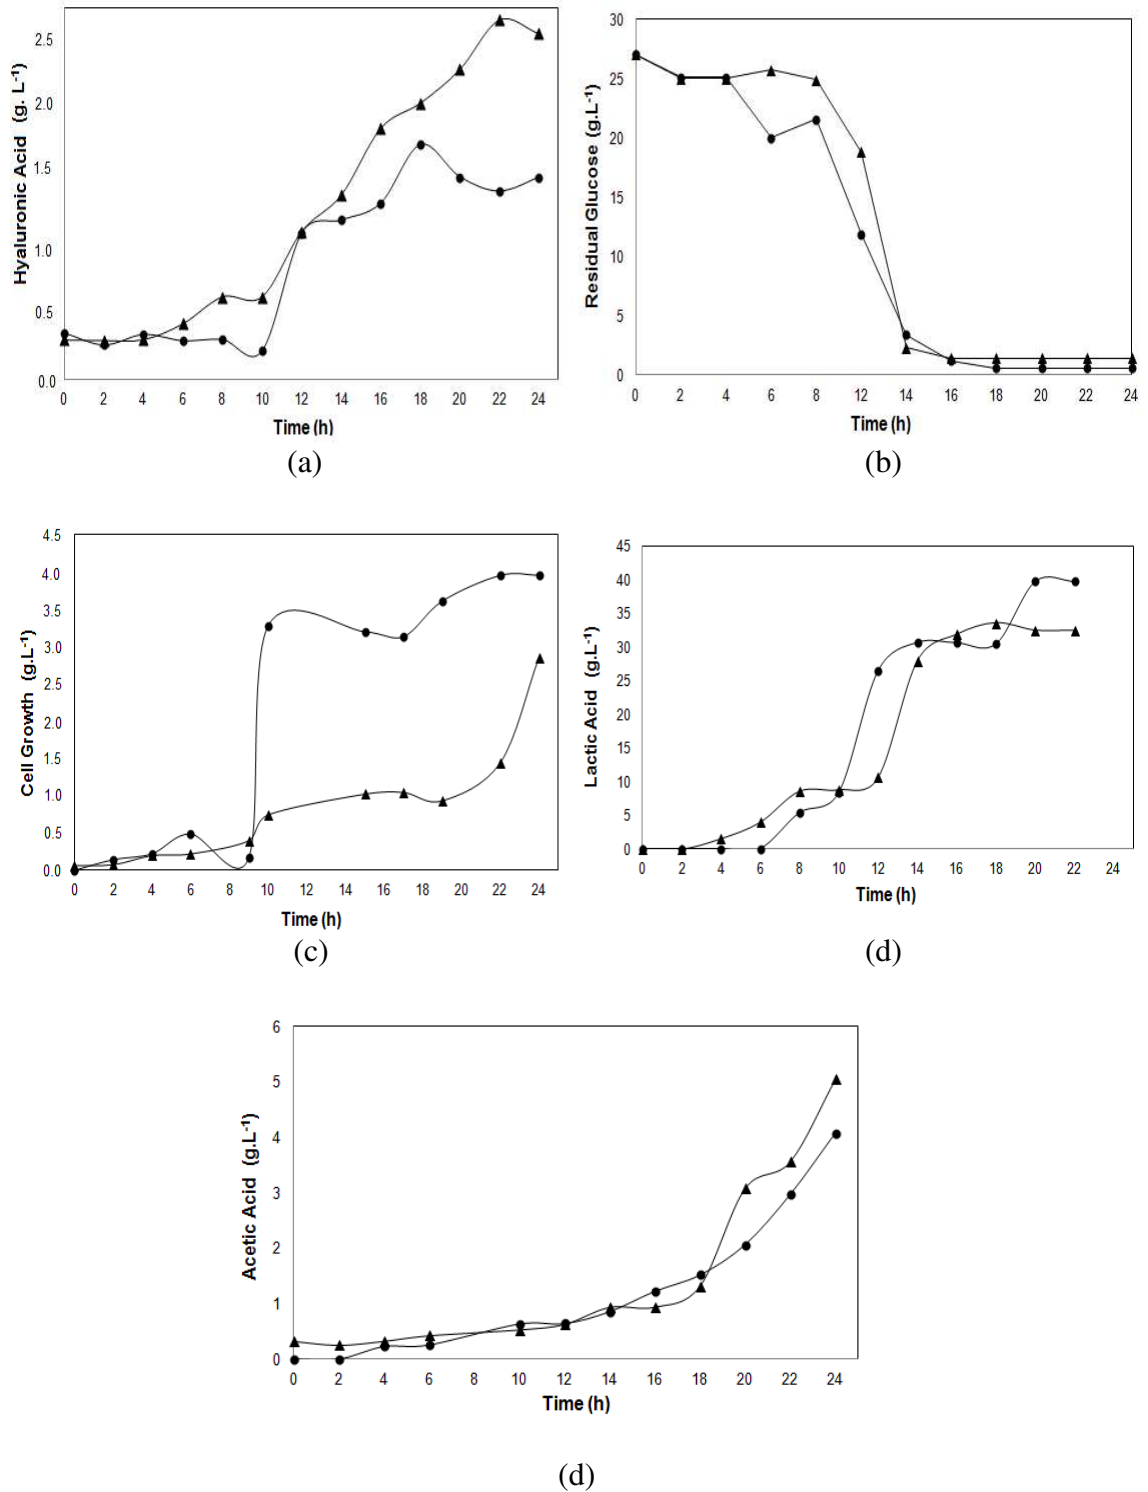 Hyaluronic Acid (g. L-1)
2.5
2.0
1.5
1.0
0.5
0.0
0 2 4 6 8 10 12 14 16 18 20 22 24
Time (h)
(a)
Residual Glucose (g.L-1)
30
25
20
15
10
5
0
0 2 4 6 8 12 14 16 18 20 22 24
Time (h)
(b)
Cell Growth (g.L-1)
4.5
4.0
3.5
3.0
2.5
2.0
1.5
1.0
0.5
0.0
0 2 4 6 8 10 12 14 16 18 20 22 24
Time (h)
(c)
Lactic Acid (g.L-1)
45
40
35
30
25
20
15
10
5
0
0 2 4 6 8 10 12 14 16 18 20 22 24
Time (h)
(d)
Acetic Acid (g.L-1)
6
5
4
3
2
1
0
0 2 4 6 8 10 12 14 16 18 20 22 24
Time (h)
(d)